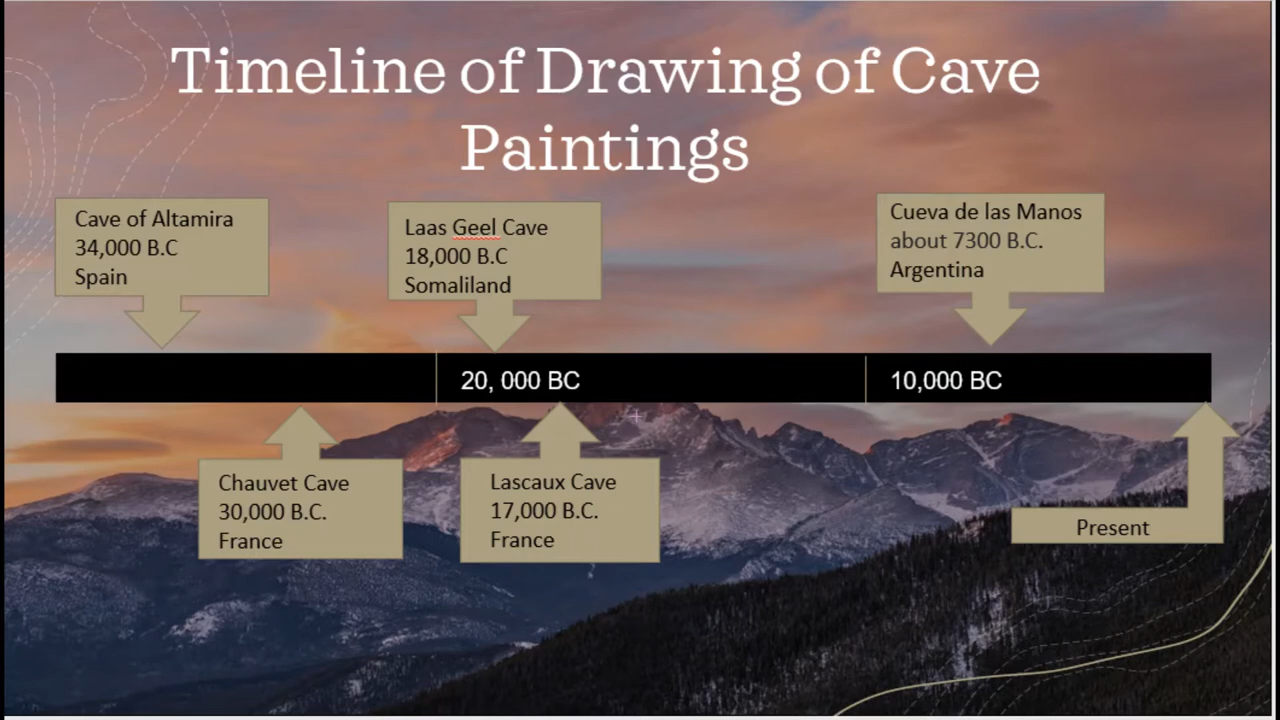 Timeline of Drawing of Cave
Paintings
Cave of Altamira
34,000 B.C
Spain
Laas Geel Cave
18,000 B.C
Somaliland
Cueva de las Manos
about 7300 B.C.
Argentina
20, 000 BC
10,000 BC
Chauvet Cave
30,000 B.C.
France
Lascaux Cave
17,000 B.C.
France
Present